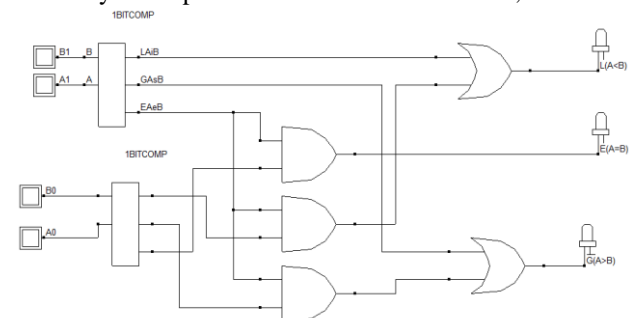 1BITCOMP
B1 B LAiB
A1 A GAsB
EAeB
L(A<B)
E(A=B)
1BITCOMP
B0
A0
G(A>B)